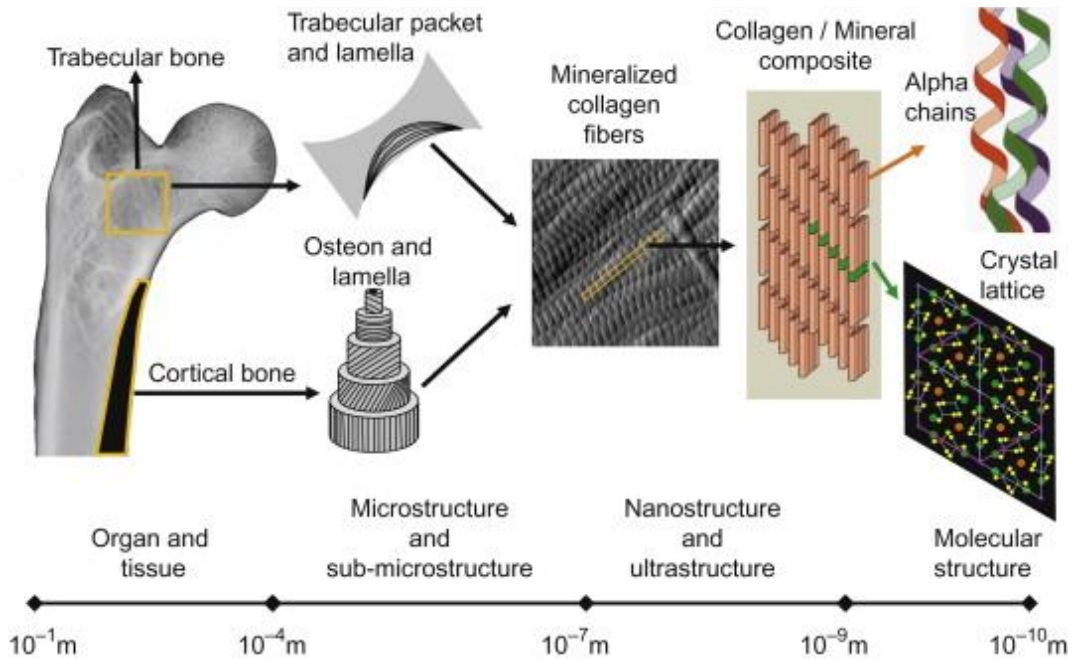 Trabecular bone
Trabecular packet
and lamella
Mineralized
collagen
fibers
Collagen / Mineral
composite
Alpha
chains
Osteon and
lamella
Crystal
lattice
Cortical bone
Organ and
tissue
Microstructure
and
sub-microstructure
Nanostructure
and
ultrastructure
Molecular
structure
10⁻¹m
10⁻⁴m
10⁻⁷m
10⁻⁹m
10⁻¹⁰m